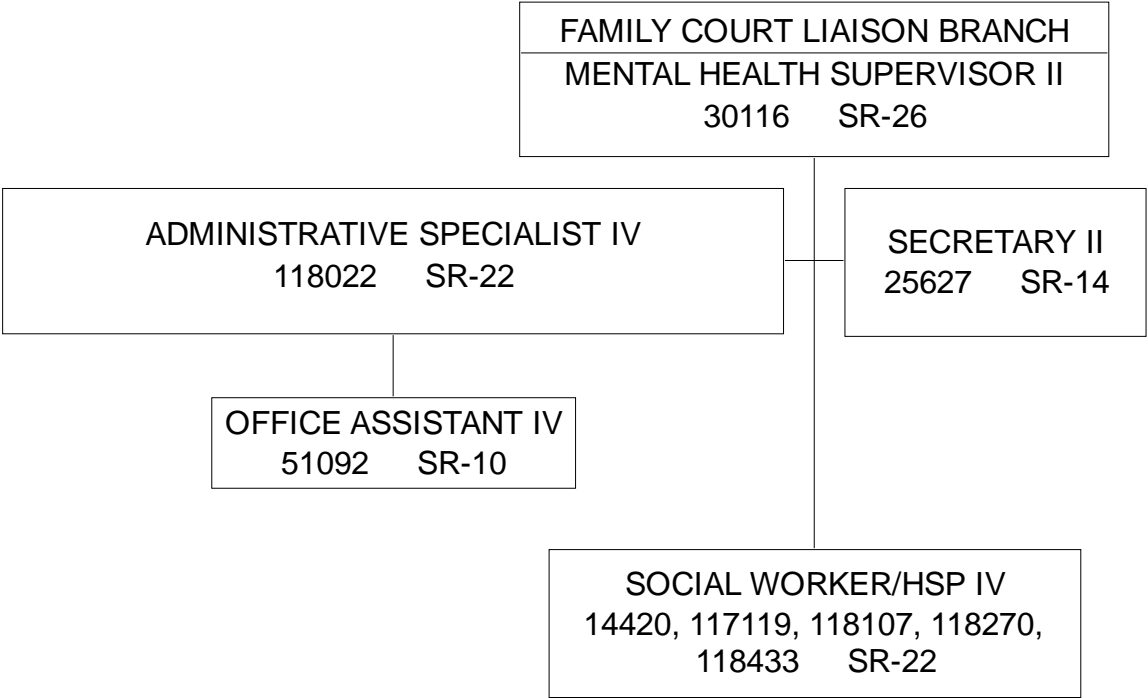 FAMILY COURT LIAISON BRANCH
MENTAL HEALTH SUPERVISOR II
30116 SR-26
ADMINISTRATIVE SPECIALIST IV
118022 SR-22
SECRETARY II
25627 SR-14
OFFICE ASSISTANT IV
51092 SR-10
SOCIAL WORKER/HSP IV
14420, 117119, 118107, 118270,
118433 SR-22